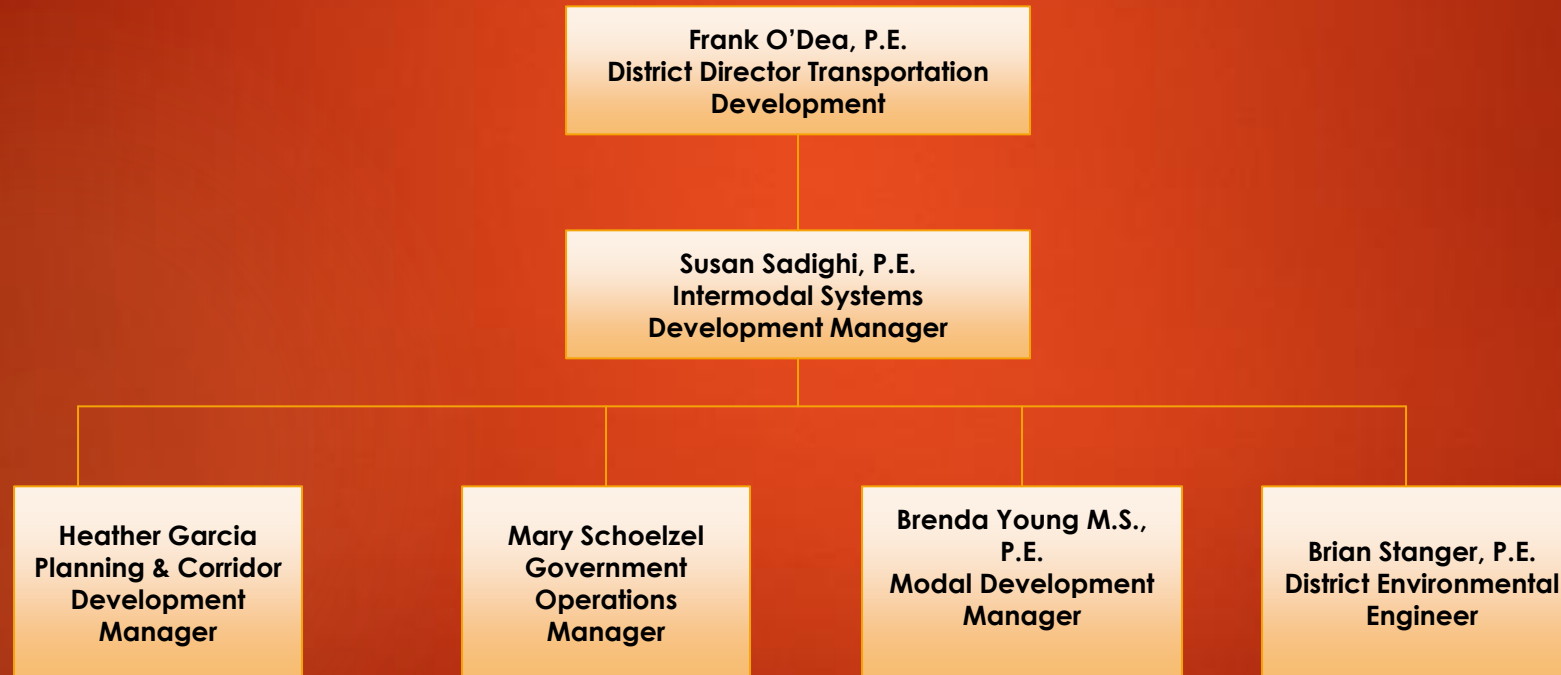 Frank O’Dea, P.E.
District Director Transportation
Development
Susan Sadighi, P.E.
Intermodal Systems
Development Manager
Heather Garcia
Planning & Corridor
Development
Manager
Mary Schoelzel
Government
Operations
Manager
Brenda Young M.S.,
P.E.
Modal Development
Manager
Brian Stanger, P.E.
District Environmental
Engineer